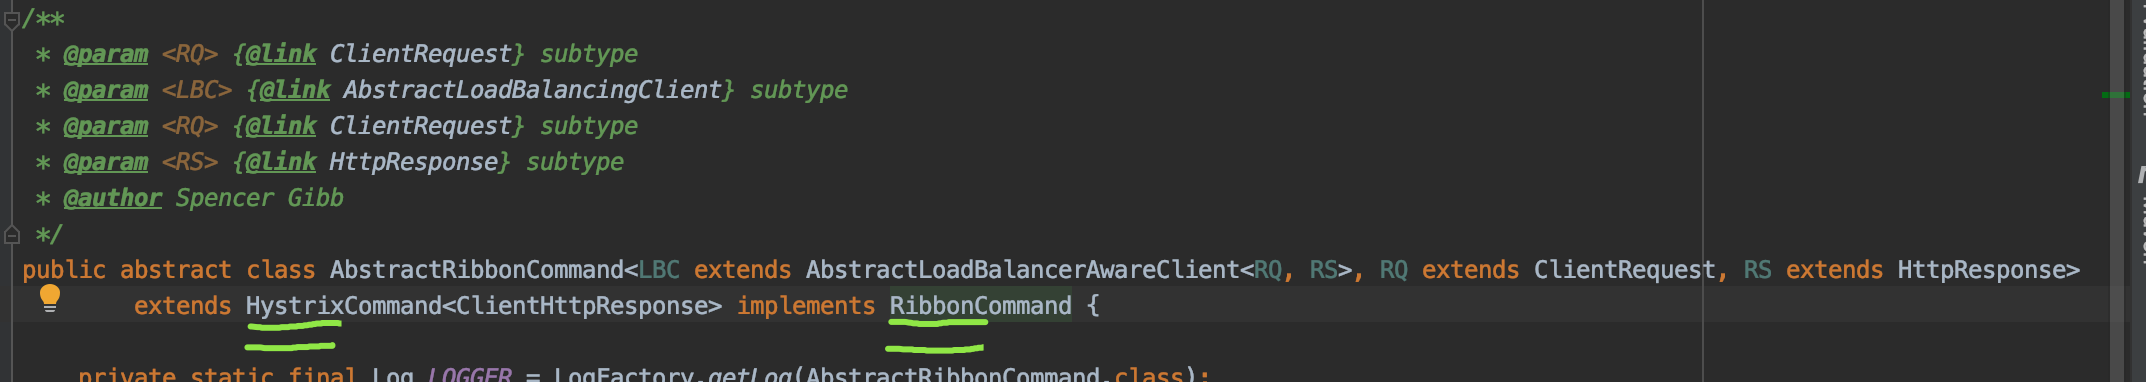 /**
 * @param <RQ> {@link ClientRequest} subtype
 * @param <LBC> {@link AbstractLoadBalancingClient} subtype
 * @param <RQ> {@link ClientRequest} subtype
 * @param <RS> {@link HttpResponse} subtype
 * @author Spencer Gibb
 */
public abstract class AbstractRibbonCommand<LBC extends AbstractLoadBalancerAwareClient<RQ, RS>, RQ extends ClientRequest, RS extends HttpResponse>
        extends HystrixCommand<ClientHttpResponse> implements RibbonCommand {
    private static final Log LOGGER = LogFactory.getLog(AbstractRibbonCommand.class);